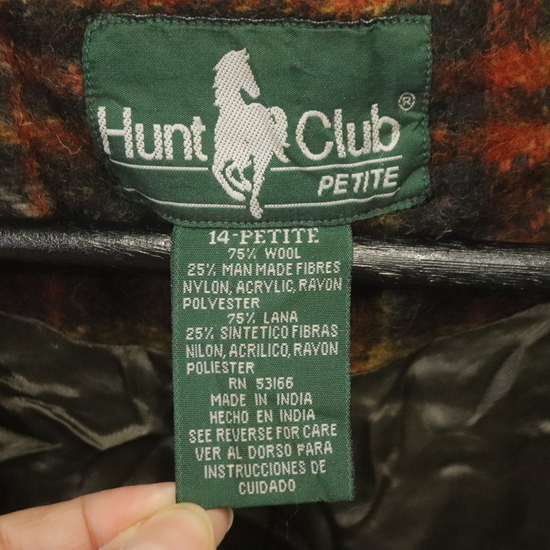 Hunt Club®
PETITE
14-PETITE
75% WOOL
25% MAN MADE FIBRES
NYLON, ACRYLIC, RAYON
POLYESTER
75% LANA
25% SINTETICO FIBRAS
NILON, ACRILICO, RAYON
POLIESTER
RN 53166
MADE IN INDIA
HECHO EN INDIA
SEE REVERSE FOR CARE
VER AL DORSO PARA
INSTRUCCIONES DE
CUIDADO